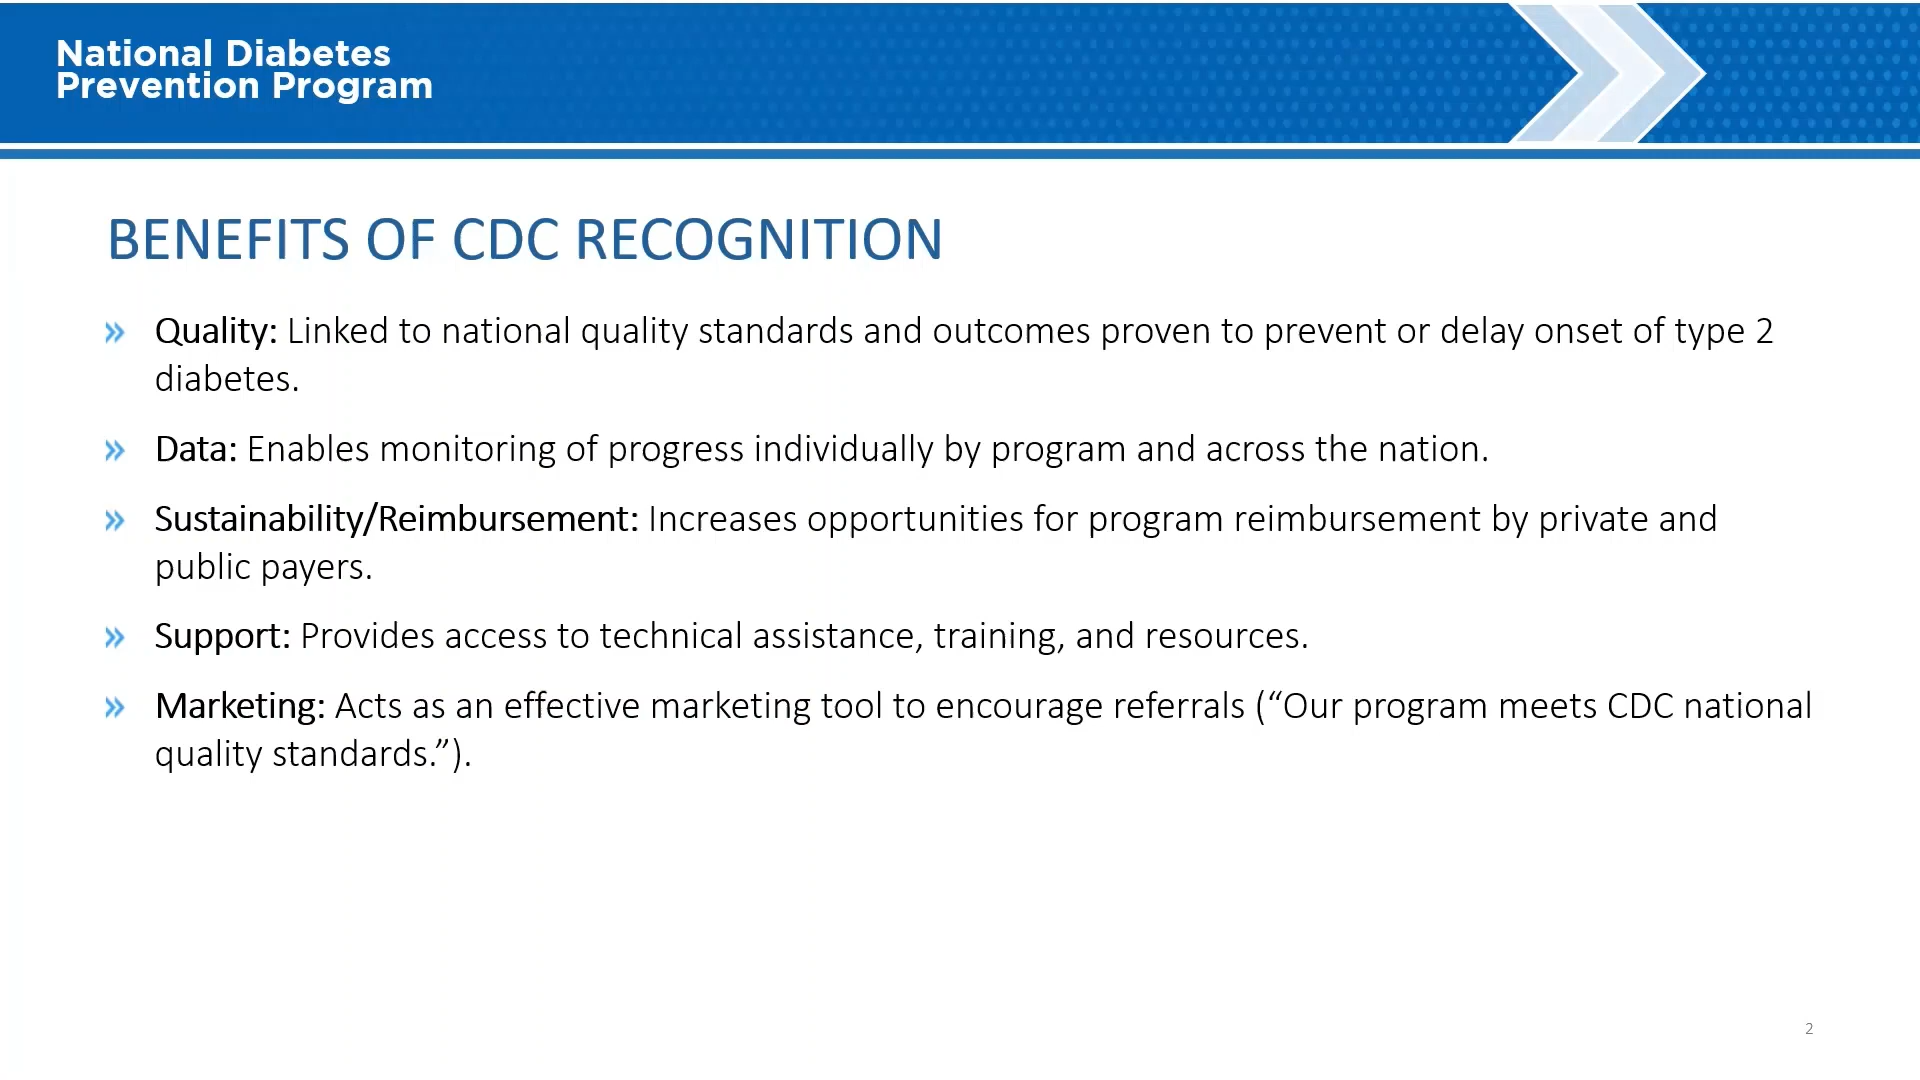 National Diabetes
Prevention Program
BENEFITS OF CDC RECOGNITION
» Quality: Linked to national quality standards and outcomes proven to prevent or delay onset of type 2
diabetes.
» Data: Enables monitoring of progress individually by program and across the nation.
» Sustainability/Reimbursement: Increases opportunities for program reimbursement by private and
public payers.
» Support: Provides access to technical assistance, training, and resources.
» Marketing: Acts as an effective marketing tool to encourage referrals (“Our program meets CDC national
quality standards.”).
2